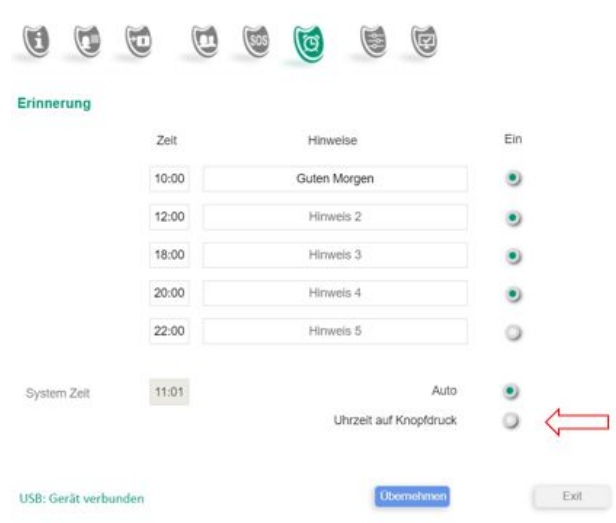 SOS
Erinnerung
Zeit Hinweise Ein
10:00 Guten Morgen
12:00 Hinweis 2
18:00 Hinweis 3
20:00 Hinweis 4
22:00 Hinweis 5
System Zeit 11:01 Auto
Uhrzeit auf Knopfdruck
USB: Gerät verbunden Übernehmen Exit